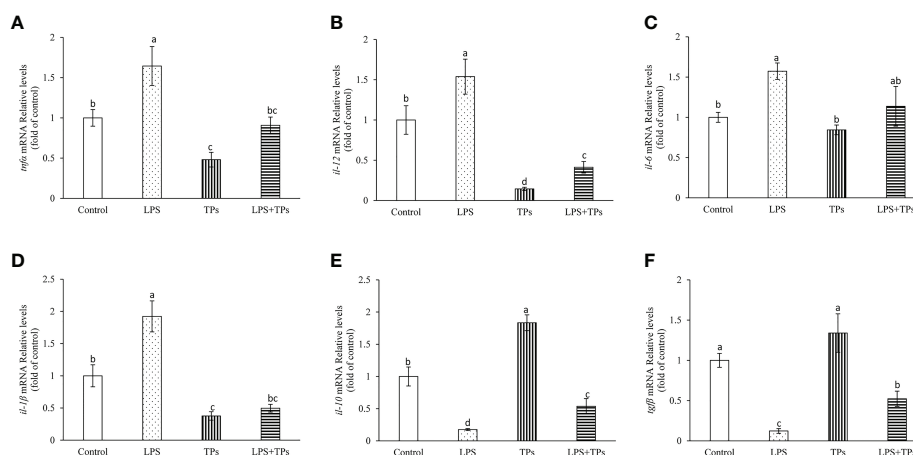 A
tnfα mRNA Relative levels
(fold of control)
2
1.5
1
0.5
0
b
a
c
bc
Control LPS TPs LPS+TPs
B
il-12 mRNA Relative levels
(fold of control)
2
1.5
1
0.5
0
b
a
d
c
Control LPS TPs LPS+TPs
C
il-6 mRNA Relative levels
(fold of control)
2
1.5
1
0.5
0
b
a
b
ab
Control LPS TPs LPS+TPs
D
il-1β mRNA Relative levels
(fold of control)
2.5
2
1.5
1
0.5
0
b
a
c
bc
Control LPS TPs LPS+TPs
E
il-10 mRNA Relative levels
(fold of control)
2.5
2
1.5
1
0.5
0
b
d
a
c
Control LPS TPs LPS+TPs
F
tgfβ mRNA Relative levels
(fold of control)
2
1.5
1
0.5
0
a
c
a
b
Control LPS TPs LPS+TPs